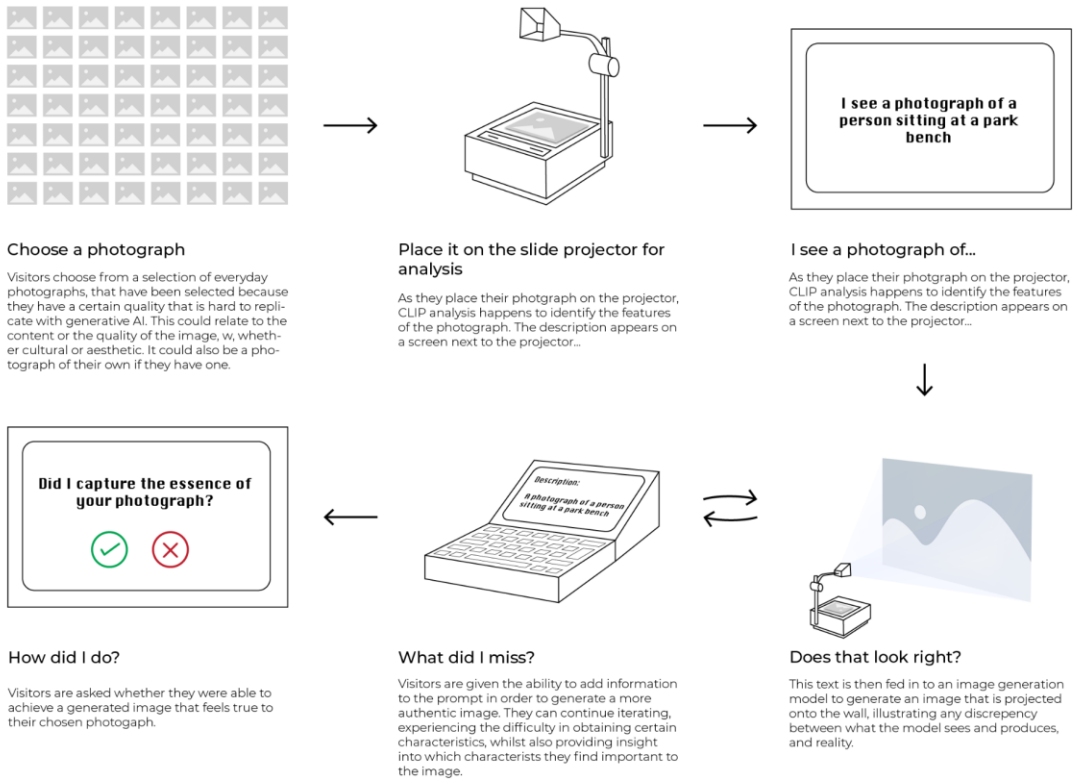 I see a photograph of a
person sitting at a park
bench
Choose a photograph
Visitors choose from a selection of everyday
photographs, that have been selected because
they have a certain quality that is hard to repli-
cate with generative AI. This could relate to the
content or the quality of the image, w, wheth-
er cultural or aesthetic. It could also be a pho-
tograph of their own if they have one.
Place it on the slide projector for
analysis
As they place their photgraph on the projector,
CLIP analysis happens to identify the features
of the photograph. The description appears on
a screen next to the projector...
I see a photograph of...
As they place their photgraph on the projector,
CLIP analysis happens to identify the features
of the photograph. The description appears on
a screen next to the projector...
Did I capture the essence of
your photograph?
How did I do?
Visitors are asked whether they were able to
achieve a generated image that feels true to
their chosen photogaph.
Description:
A photograph of a person
sitting at a park bench
What did I miss?
Visitors are given the ability to add information
to the prompt in order to generate a more
authentic image. They can continue iterating,
experiencing the difficulty in obtaining certain
characteristics, whilst also providing insight
into which characterists they find important to
the image.
Does that look right?
This text is then fed in to an image generation
model to generate an image that is projected
onto the wall, illustrating any discrepency
between what the model sees and produces,
and reality.